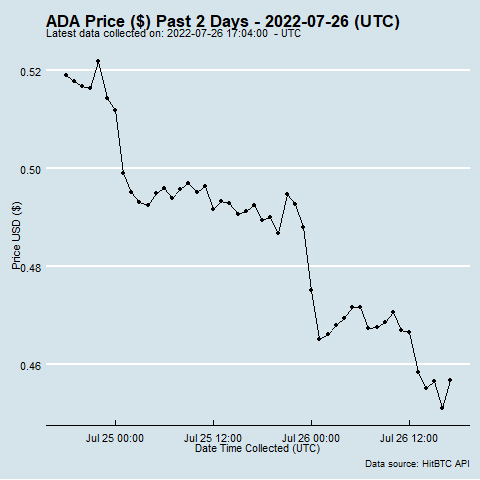 ADA Price ($) Past 2 Days - 2022-07-26 (UTC)
Latest data collected on: 2022-07-26 17:04:00  - UTC
0.52
0.50
0.48
0.46
Price USD ($)
Jul 25 00:00
Jul 25 12:00
Jul 26 00:00
Jul 26 12:00
Date Time Collected (UTC)
Data source: HitBTC API